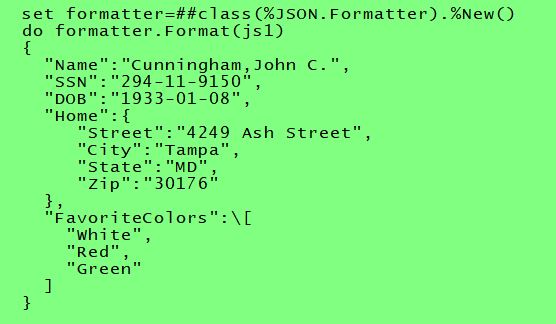 set formatter=##class(%JSON.Formatter).%New()
do formatter.Format(js1)
{
  "Name":"Cunningham,John C.",
  "SSN":"294-11-9150",
  "DOB":"1933-01-08",
  "Home":{
     "Street":"4249 Ash Street",
     "City":"Tampa",
     "State":"MD",
     "Zip":"30176"
  },
  "FavoriteColors":\[
    "White",
    "Red",
    "Green"
  ]
}